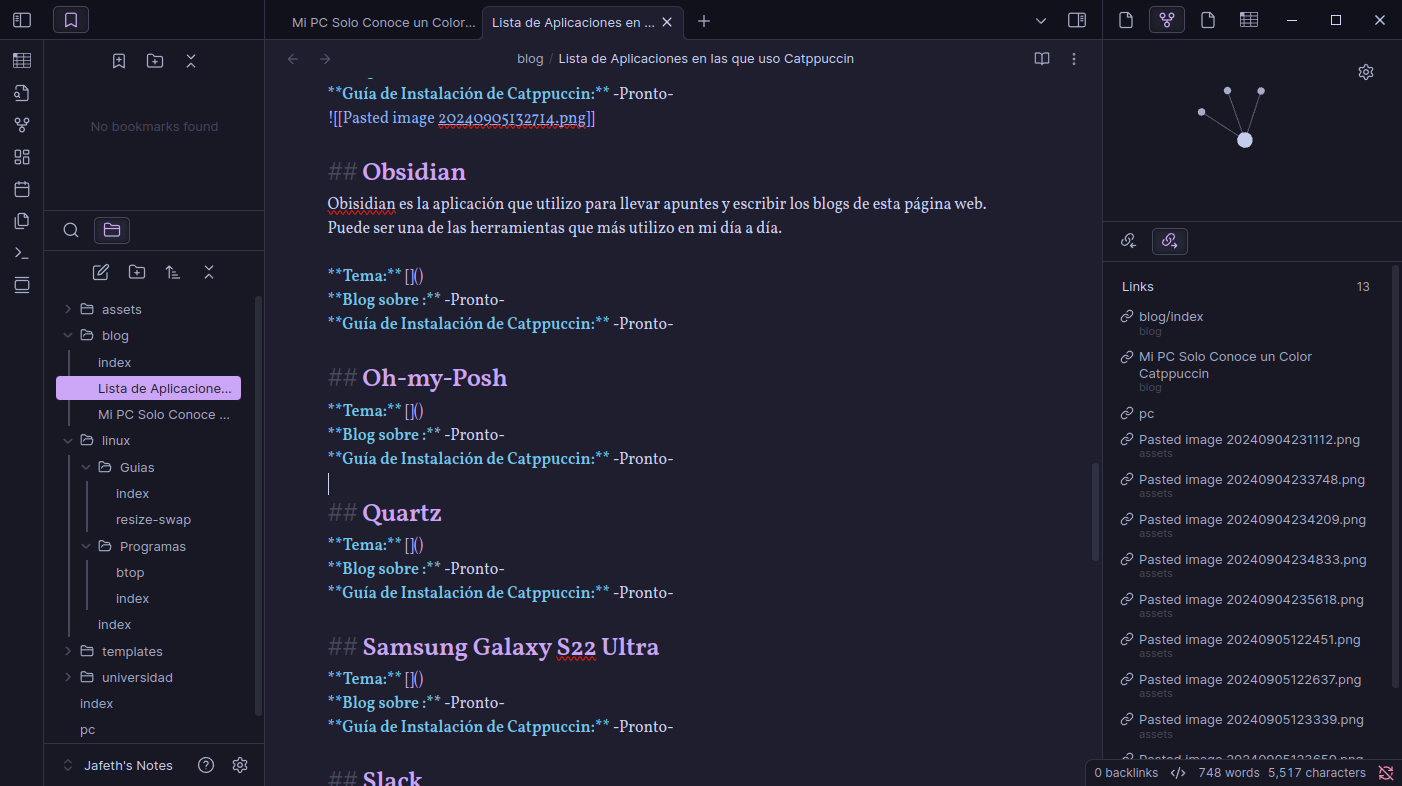 Mi PC Solo Conoce un Color...
Lista de Aplicaciones en ...
No bookmarks found
assets
blog
index
Lista de Aplicacione...
Mi PC Solo Conoce ...
linux
Guias
index
resize-swap
Programas
btop
index
index
templates
universidad
index
pc
Jafeth's Notes
blog / Lista de Aplicaciones en las que uso Catppuccin
**Guía de Instalación de Catppuccin:** -Pronto-
![[Pasted image 20240905132714.png]]
## Obsidian
Obisidian es la aplicación que utilizo para llevar apuntes y escribir los blogs de esta página web.
Puede ser una de las herramientas que más utilizo en mi día a día.
**Tema:** []()
**Blog sobre :** -Pronto-
**Guía de Instalación de Catppuccin:** -Pronto-
## Oh-my-Posh
**Tema:** []()
**Blog sobre :** -Pronto-
**Guía de Instalación de Catppuccin:** -Pronto-
## Quartz
**Tema:** []()
**Blog sobre :** -Pronto-
**Guía de Instalación de Catppuccin:** -Pronto-
## Samsung Galaxy S22 Ultra
**Tema:** []()
**Blog sobre :** -Pronto-
**Guía de Instalación de Catppuccin:** -Pronto-
## Slack
Links 13
blog/index
blog
Mi PC Solo Conoce un Color
Catppuccin
blog
pc
Pasted image 20240904231112.png
assets
Pasted image 20240904233748.png
assets
Pasted image 20240904234209.png
assets
Pasted image 20240904234833.png
assets
Pasted image 20240904235618.png
assets
Pasted image 20240905122451.png
assets
Pasted image 20240905122637.png
assets
Pasted image 20240905123339.png
assets
0 backlinks 748 words 5,517 characters